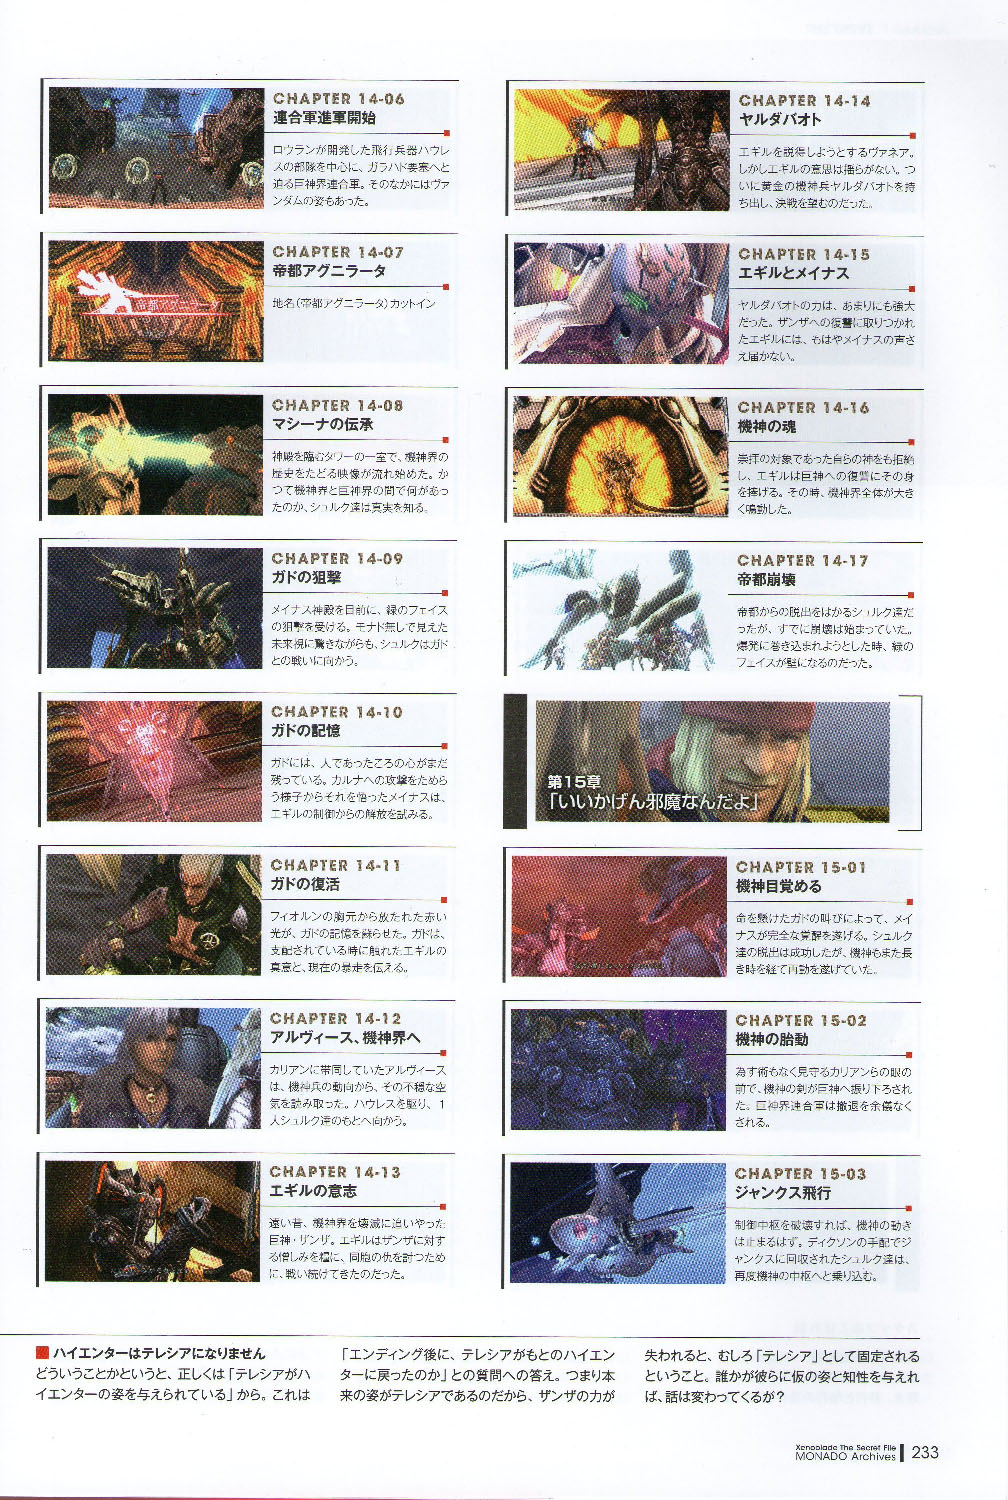 CHAPTER 14-06
連合軍進軍開始
ロウランが開発した飛行兵器ハウレ
スの部隊を中心に、ガラハド要塞へと
迫る巨神界連合軍。そのなかにはヴァ
ンダムの姿もあった。
CHAPTER 14-07
帝都アグニラータ
地名（帝都アグニラータ）カットイン
CHAPTER 14-08
マシーナの伝承
神殿を臨むタワーの一室で、機神界の
歴史をたどる映像が流れ始めた。か
つて機神界と巨神界の間で何があっ
たのか、シュルク達は真実を知る。
CHAPTER 14-09
ガドの狙撃
メイナス神殿を目前に、緑のフェイス
の狙撃を受ける。モナド無しで見えた
未来視に驚きながらも、シュルクはガド
との戦いに向かう。
CHAPTER 14-10
ガドの記憶
ガドには、人であったころの心がまだ
残っている。カルナへの攻撃をためら
う様子からそれを悟ったメイナスは、
エギルの制御からの解放を試みる。
CHAPTER 14-11
ガドの復活
フィオルンの胸元から放たれた赤い
光が、ガドの記憶を蘇らせた。ガドは、
支配されている時に触れたエギルの
真意と、現在の暴走を伝える。
CHAPTER 14-12
アルヴィース、機神界へ
カリアンに帯同していたアルヴィース
は、機神兵の動向から、その不穏な空
気を読み取った。ハウレスを駆り、1
人シュルク達のもとへ向かう。
CHAPTER 14-13
エギルの意志
遠い昔、機神界を壊滅に追いやった
巨神・ザンザ。エギルはザンザに対す
る憎しみを糧に、同胞の仇を討つため
に、戦い続けてきたのだった。
CHAPTER 14-14
ヤルダバオト
エギルを説得しようとするヴァネア。
しかしエギルの意思は揺らがない。つ
いに黄金の機神兵ヤルダバオトを持
ち出し、決戦を望むのだった。
CHAPTER 14-15
エギルとメイナス
ヤルダバオトの力は、あまりにも強大
だった。ザンザへの復讐に取りつかれ
たエギルには、もはやメイナスの声さ
え届かない。
CHAPTER 14-16
機神の魂
崇拝の対象であった自らの神をも拒絶
し、エギルは巨神への復讐にその身
を捧げる。その時、機神界全体が大き
く鳴動した。
CHAPTER 14-17
帝都崩壊
帝都からの脱出をはかるシュルク達だ
ったが、すでに崩壊は始まっていた。
爆発に巻き込まれようとした時、緑の
フェイスが壁になるのだった。
第15章
「いいかげん邪魔なんだよ」
CHAPTER 15-01
機神目覚める
命を懸けたガドの叫びによって、メイ
ナスが完全な覚醒を遂げる。シュルク
達の脱出は成功したが、機神もまた長
き時を経て再動を遂げていた。
CHAPTER 15-02
機神の胎動
為す術もなく見守るカリアンらの眼の
前で、機神の剣が巨神へ振り下ろされ
た。巨神界連合軍は撤退を余儀なく
される。
CHAPTER 15-03
ジャンクス飛行
制御中枢を破壊すれば、機神の動き
は止まるはず。ディクソンの手配でジ
ャンクスに回収されたシュルク達は、
再度機神の中枢へと乗り込む。
ハイエンターはテレシアになりません
どういうことかというと、正しくは「テレシアがハ
イエンターの姿を与えられている」から。これは
「エンディング後に、テレシアがもとのハイエン
ターに戻ったのか」との質問への答え。つまり本
来の姿がテレシアであるのだから、ザンザの力が
失われると、むしろ「テレシア」として固定される
ということ。誰かが彼らに仮の姿と知性を与えれ
ば、話は変わってくるが？
Xenoblade The Secret File
MONADO Archives
233